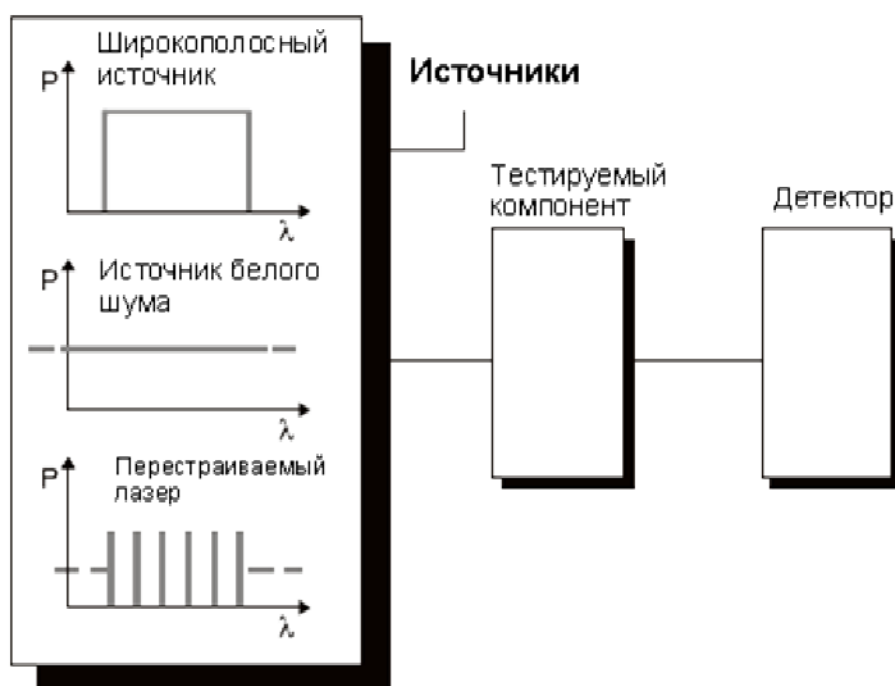 Широкополосный
источник
P
λ
Источник белого
шума
P
λ
Перестраиваемый
лазер
P
λ
Источники
Тестируемый
компонент
Детектор